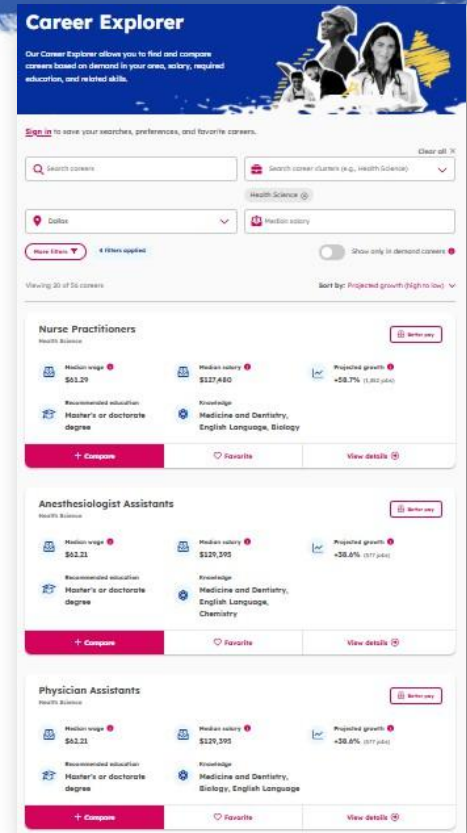 Career Explorer
Our Career Explorer allows you to find and compare
careers based on demand in your area, salary, required
education, and related skills.
Sign in to save your searches, preferences, and favorite careers.
Clear all ×
Search careers
Search career clusters (e.g., Health Science)
Health Science
Dallas
Median salary
More filters
4 filters applied
Show only in demand careers
Viewing 20 of 56 careers
Sort by: Projected growth (high to low)
Nurse Practitioners
Better pay
Health Science
Median wage
Median salary
Projected growth
$61.29
$127,480
+58.7% (1,802 jobs)
Recommended education
Knowledge
Master's or doctorate
degree
Medicine and Dentistry,
English Language, Biology
+ Compare
Favorite
View details
Anesthesiologist Assistants
Better pay
Health Science
Median wage
Median salary
Projected growth
$62.21
$129,395
+38.6% (577 jobs)
Recommended education
Knowledge
Master's or doctorate
degree
Medicine and Dentistry,
English Language,
Chemistry
+ Compare
Favorite
View details
Physician Assistants
Better pay
Health Science
Median wage
Median salary
Projected growth
$62.21
$129,395
+38.6% (577 jobs)
Recommended education
Knowledge
Master's or doctorate
degree
Medicine and Dentistry,
Biology, English Language
+ Compare
Favorite
View details